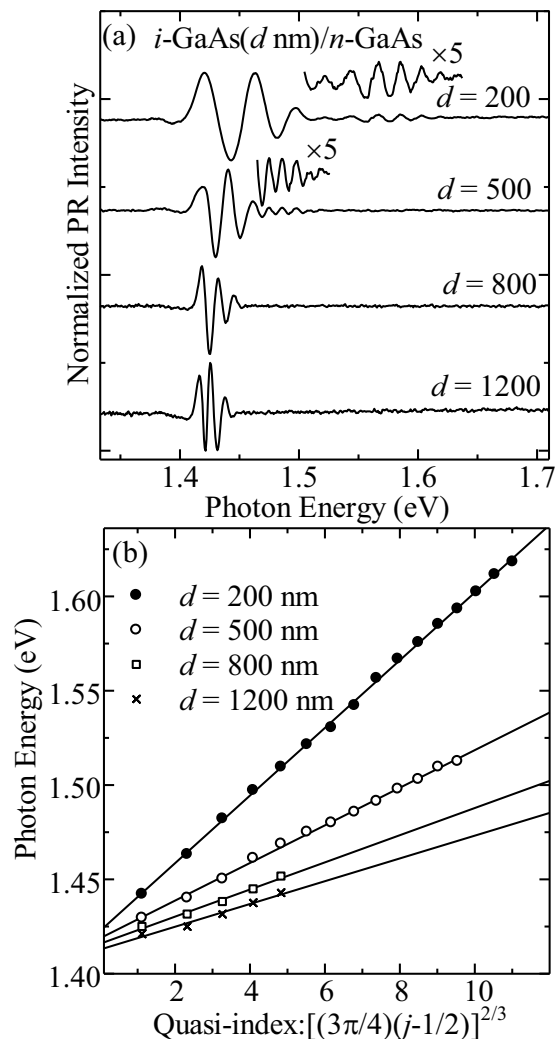 (a) i-GaAs(d nm)/n-GaAs
×5
d = 200
×5
d = 500
d = 800
d = 1200
Normalized PR Intensity
1.4 1.5 1.6 1.7
Photon Energy (eV)
(b)
d = 200 nm
d = 500 nm
d = 800 nm
d = 1200 nm
1.60
1.55
1.50
1.45
1.40
Photon Energy (eV)
2 4 6 8 10
Quasi-index:[(3π/4)(j-1/2)]^{2/3}